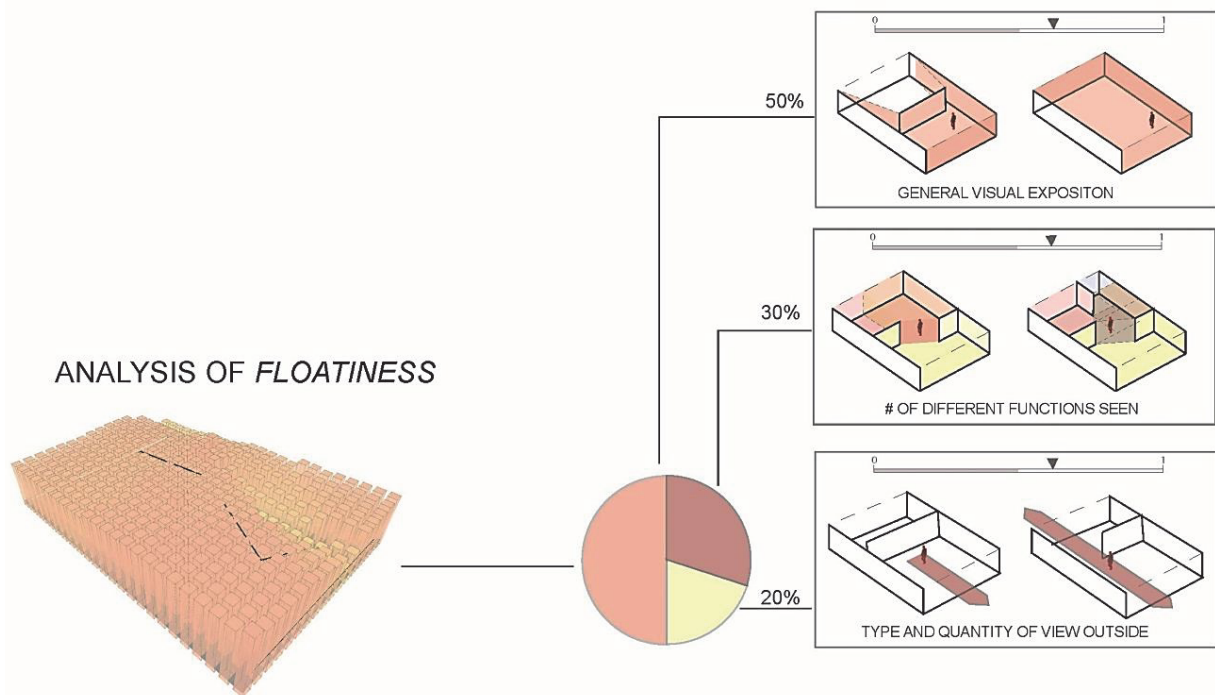 0 1
50%
GENERAL VISUAL EXPOSITON
0 1
30%
# OF DIFFERENT FUNCTIONS SEEN
ANALYSIS OF FLOATINESS
0 1
20%
TYPE AND QUANTITY OF VIEW OUTSIDE